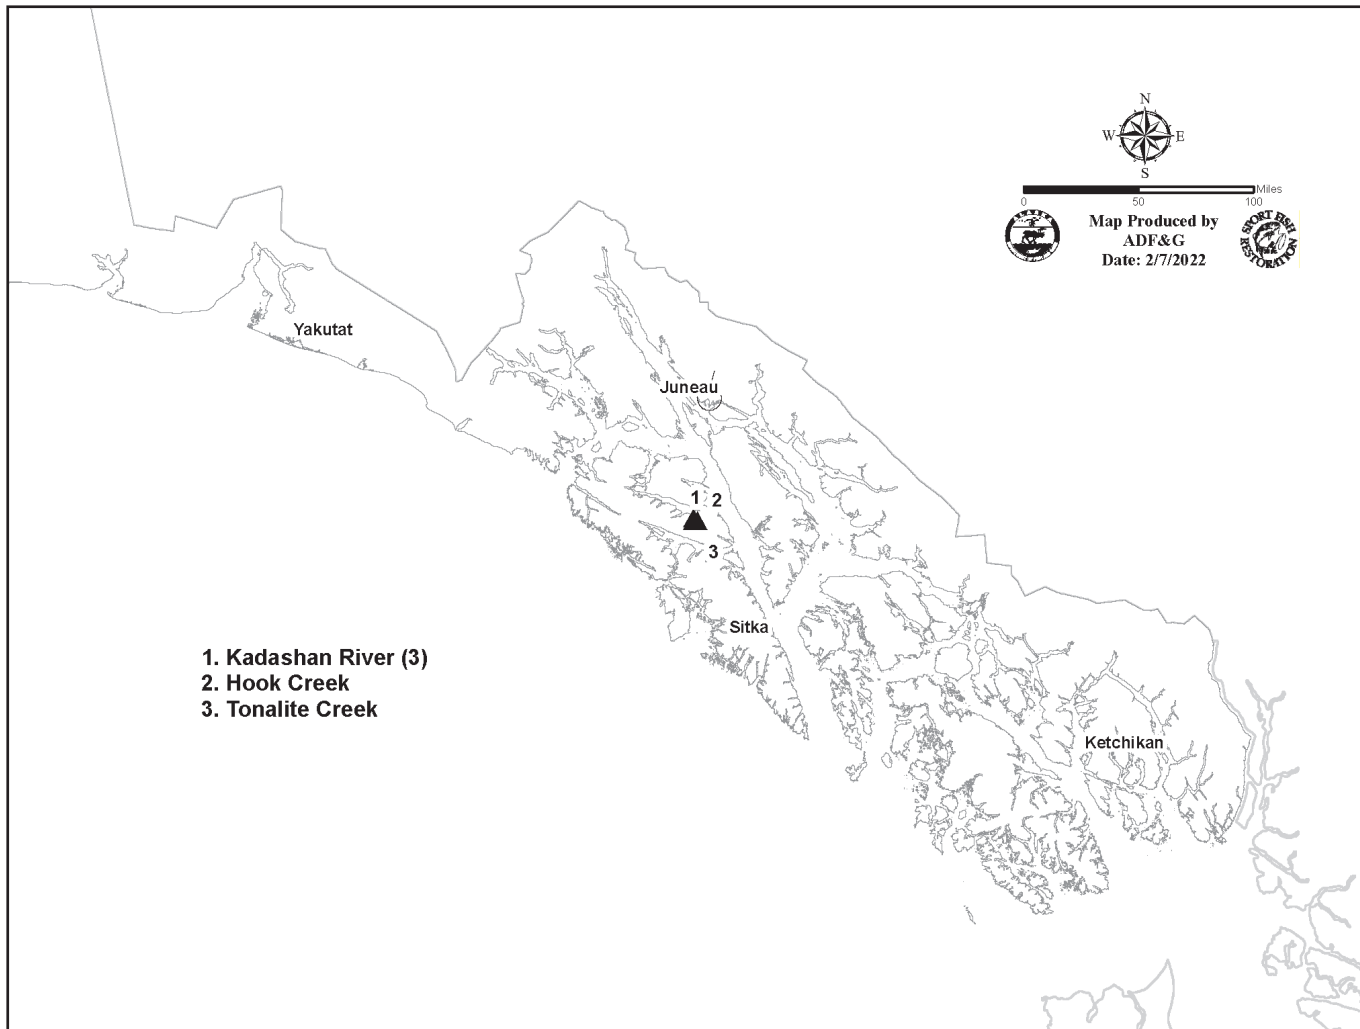 N
W E
S
Miles
0 50 100
Map Produced by
ADF&G
Date: 2/7/2022
SPORT FISH
RESTORATION
Yakutat
Juneau
1 2
3
Sitka
1. Kadashan River (3)
2. Hook Creek
3. Tonalite Creek
Ketchikan